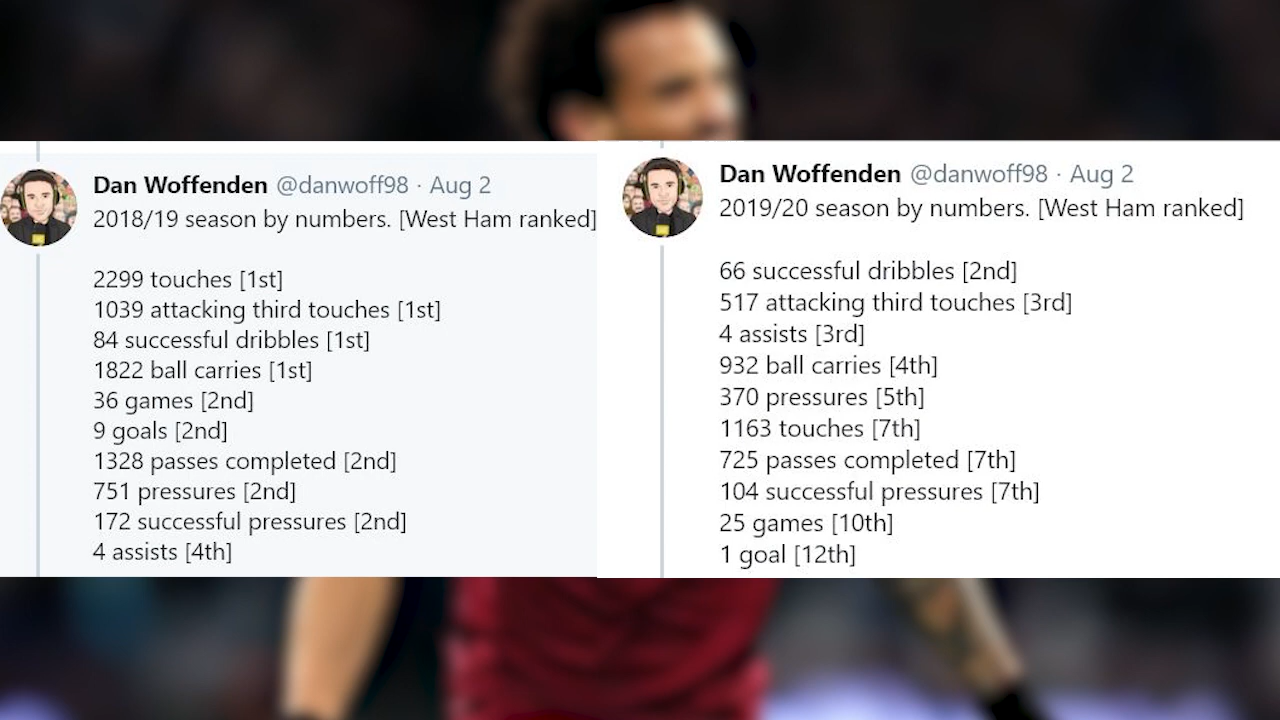 Dan Woffenden @danwoff98 · Aug 2
2018/19 season by numbers. [West Ham ranked]
2299 touches [1st]
1039 attacking third touches [1st]
84 successful dribbles [1st]
1822 ball carries [1st]
36 games [2nd]
9 goals [2nd]
1328 passes completed [2nd]
751 pressures [2nd]
172 successful pressures [2nd]
4 assists [4th]
Dan Woffenden @danwoff98 · Aug 2
2019/20 season by numbers. [West Ham ranked]
66 successful dribbles [2nd]
517 attacking third touches [3rd]
4 assists [3rd]
932 ball carries [4th]
370 pressures [5th]
1163 touches [7th]
725 passes completed [7th]
104 successful pressures [7th]
25 games [10th]
1 goal [12th]